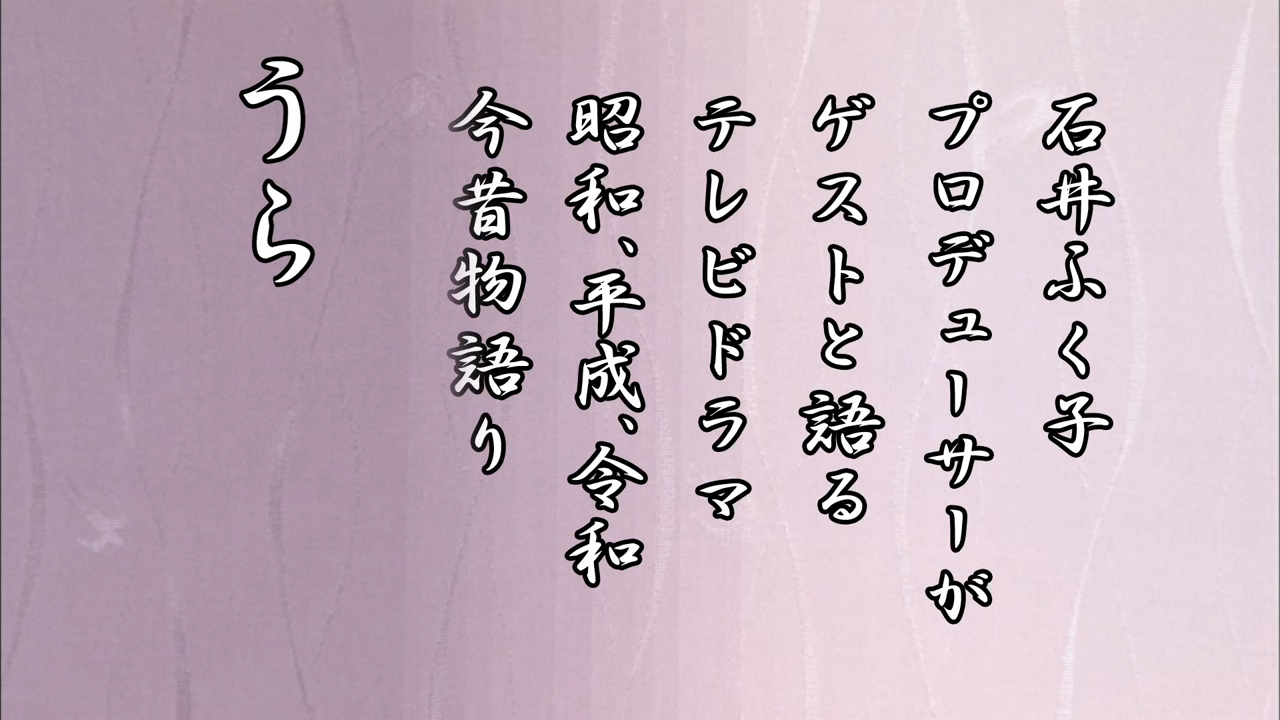 石井ふく子
プロデューサーが
ゲストと語る
テレビドラマ
昭和、平成、令和
今昔物語り
うら